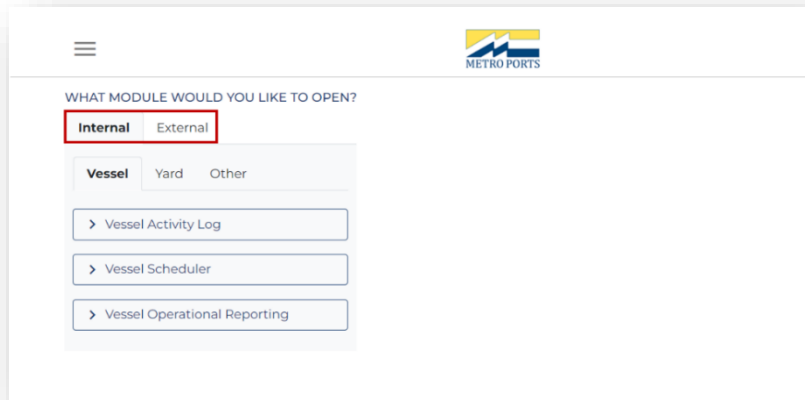 METRO PORTS
WHAT MODULE WOULD YOU LIKE TO OPEN?
Internal External
Vessel Yard Other
Vessel Activity Log
Vessel Scheduler
Vessel Operational Reporting